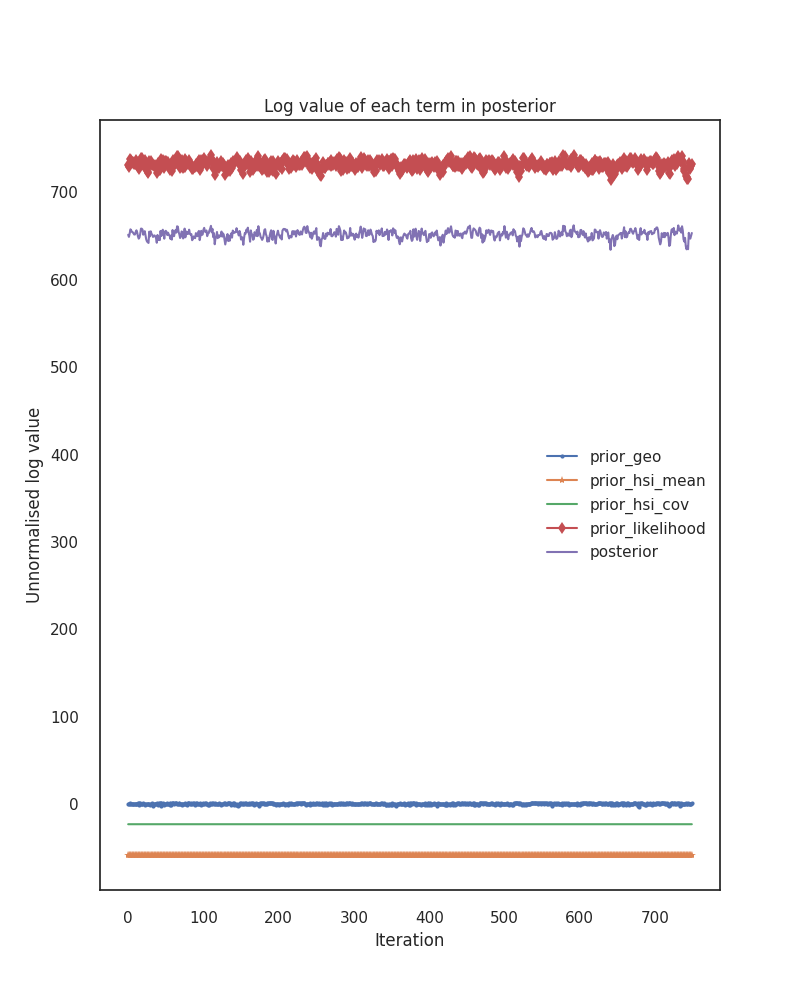 Log value of each term in posterior
Unnormalised log value
700
600
500
400
300
200
100
0
prior_geo
prior_hsi_mean
prior_hsi_cov
prior_likelihood
posterior
0 100 200 300 400 500 600 700
Iteration